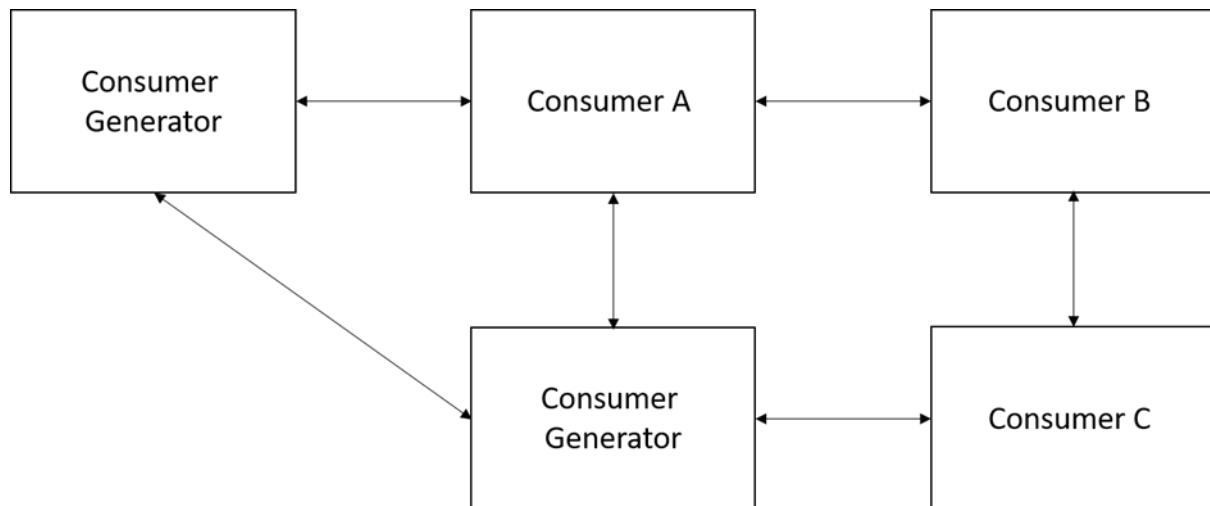 Consumer
Generator
Consumer A
Consumer B
Consumer
Generator
Consumer C